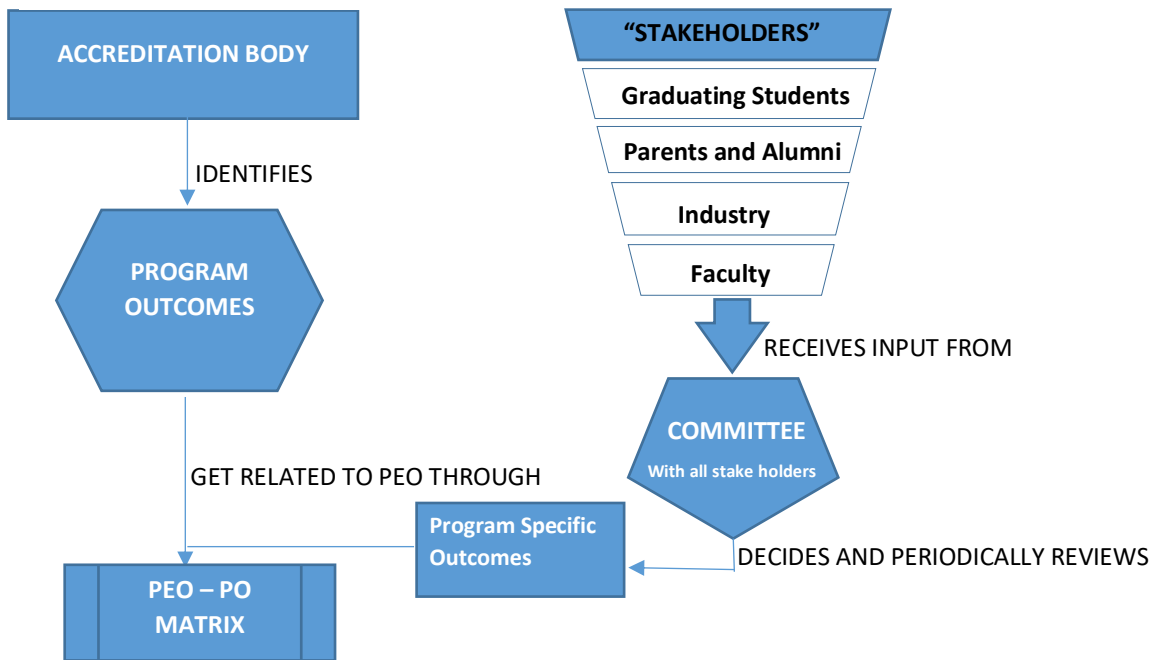 ACCREDITATION BODY
IDENTIFIES
PROGRAM
OUTCOMES
GET RELATED TO PEO THROUGH
PEO – PO
MATRIX
“STAKEHOLDERS”
Graduating Students
Parents and Alumni
Industry
Faculty
RECEIVES INPUT FROM
COMMITTEE
With all stake holders
DECIDES AND PERIODICALLY REVIEWS
Program Specific
Outcomes